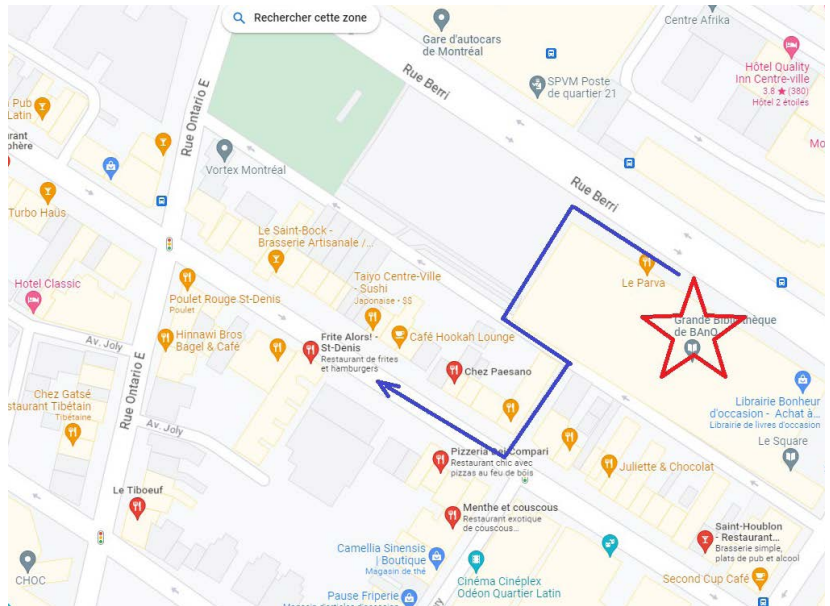 Rechercher cette zone
Centre Afrika
Gare d'autocars
de Montréal
Rue Berri
Hôtel Quality
Inn Centre-ville
3.8 ★ (380)
Hôtel 2 étoiles
SPVM Poste
de quartier 21
Pub
Latin
Rue Ontario E
Vortex Montréal
Rue Berri
Turbo Haüs
Le Saint-Bock -
Brasserie Artisanale /...
Le Parva
Taiyo Centre-Ville
- Sushi
Japonaise · $$
Hotel Classic
Poulet Rouge St-Denis
Poulet
Grande Bibliothèque
de BAnQ
Hinnawi Bros
Bagel & Café
Frite Alors! -
St-Denis
Restaurant de frites
et hamburgers
Café Hookah Lounge
Av. Joly
Chez Paesano
Rue Ontario E
Chez Gatsé
staurant Tibétain
Tibétaine
Librairie Bonheur
d'occasion - Achat à...
Librairie de livres d'occasion
Av. Joly
Le Square
Pizzeria Dei Compari
Restaurant chic avec
pizzas au feu de bois
Juliette & Chocolat
Le Tiboeuf
Menthe et couscous
Restaurant exotique
de couscous...
Saint-Houblon
- Restaurant...
Brasserie simple,
plats de pub et alcool
Camellia Sinensis
| Boutique
Magasin de thé
CHOC
Cinéma Cinéplex
Odéon Quartier Latin
Second Cup Café
Pause Friperie